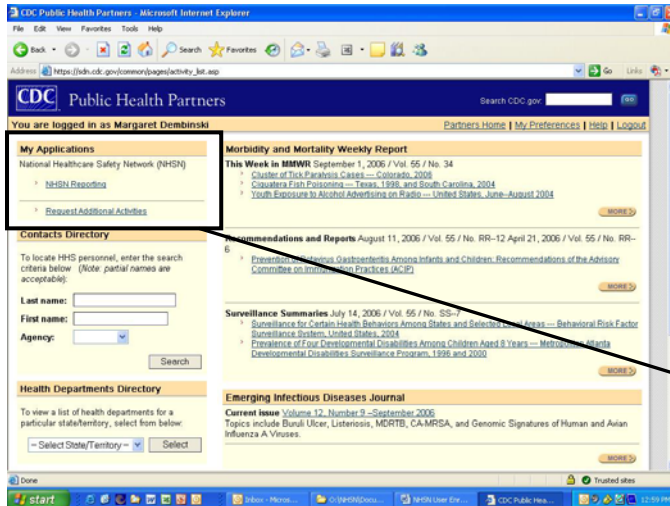 CDC Public Health Partners - Microsoft Internet Explorer
File Edit View Favorites Tools Help
Back Search Favorites
Address https://sdn.cdc.gov/common/pages/activity_list.asp Go Links
CDC Public Health Partners
Search CDC.gov: GO
You are logged in as Margaret Dembinski
Partners Home | My Preferences | Help | Logout
My Applications
National Healthcare Safety Network (NHSN)
NHSN Reporting
Request Additional Activities
Contacts Directory
To locate HHS personnel, enter the search
criteria below (Note: partial names are
acceptable):
Last name:
First name:
Agency:
Search
Health Departments Directory
To view a list of health departments for a
particular state/territory, select from below:
-- Select State/Territory -- Select
Morbidity and Mortality Weekly Report
This Week in MMWR September 1, 2006 / Vol. 55 / No. 34
Cluster of Tick Paralysis Cases --- Colorado, 2006
Ciguatera Fish Poisoning --- Texas, 1998, and South Carolina, 2004
Youth Exposure to Alcohol Advertising on Radio --- United States, June--August 2004
MORE
Recommendations and Reports August 11, 2006 / Vol. 55 / No. RR--12 April 21, 2006 / Vol. 55 / No. RR--
6
Prevention of Rotavirus Gastroenteritis Among Infants and Children: Recommendations of the Advisory
Committee on Immunization Practices (ACIP)
MORE
Surveillance Summaries July 14, 2006 / Vol. 55 / No. SS--7
Surveillance for Certain Health Behaviors Among States and Selected Local Areas --- Behavioral Risk Factor
Surveillance System, United States, 2004
Prevalence of Four Developmental Disabilities Among Children Aged 8 Years --- Metropolitan Atlanta
Developmental Disabilities Surveillance Program, 1996 and 2000
MORE
Emerging Infectious Diseases Journal
Current issue Volume 12, Number 9 --September 2006
Topics include Buruli Ulcer, Listeriosis, MDRTB, CA-MRSA, and Genomic Signatures of Human and Avian
Influenza A Viruses.
MORE
Done Trusted sites
start Inbox - Micros... O:\NHSN\Docu... NHSN User Enr... CDC Public Hea... 12:59 PM